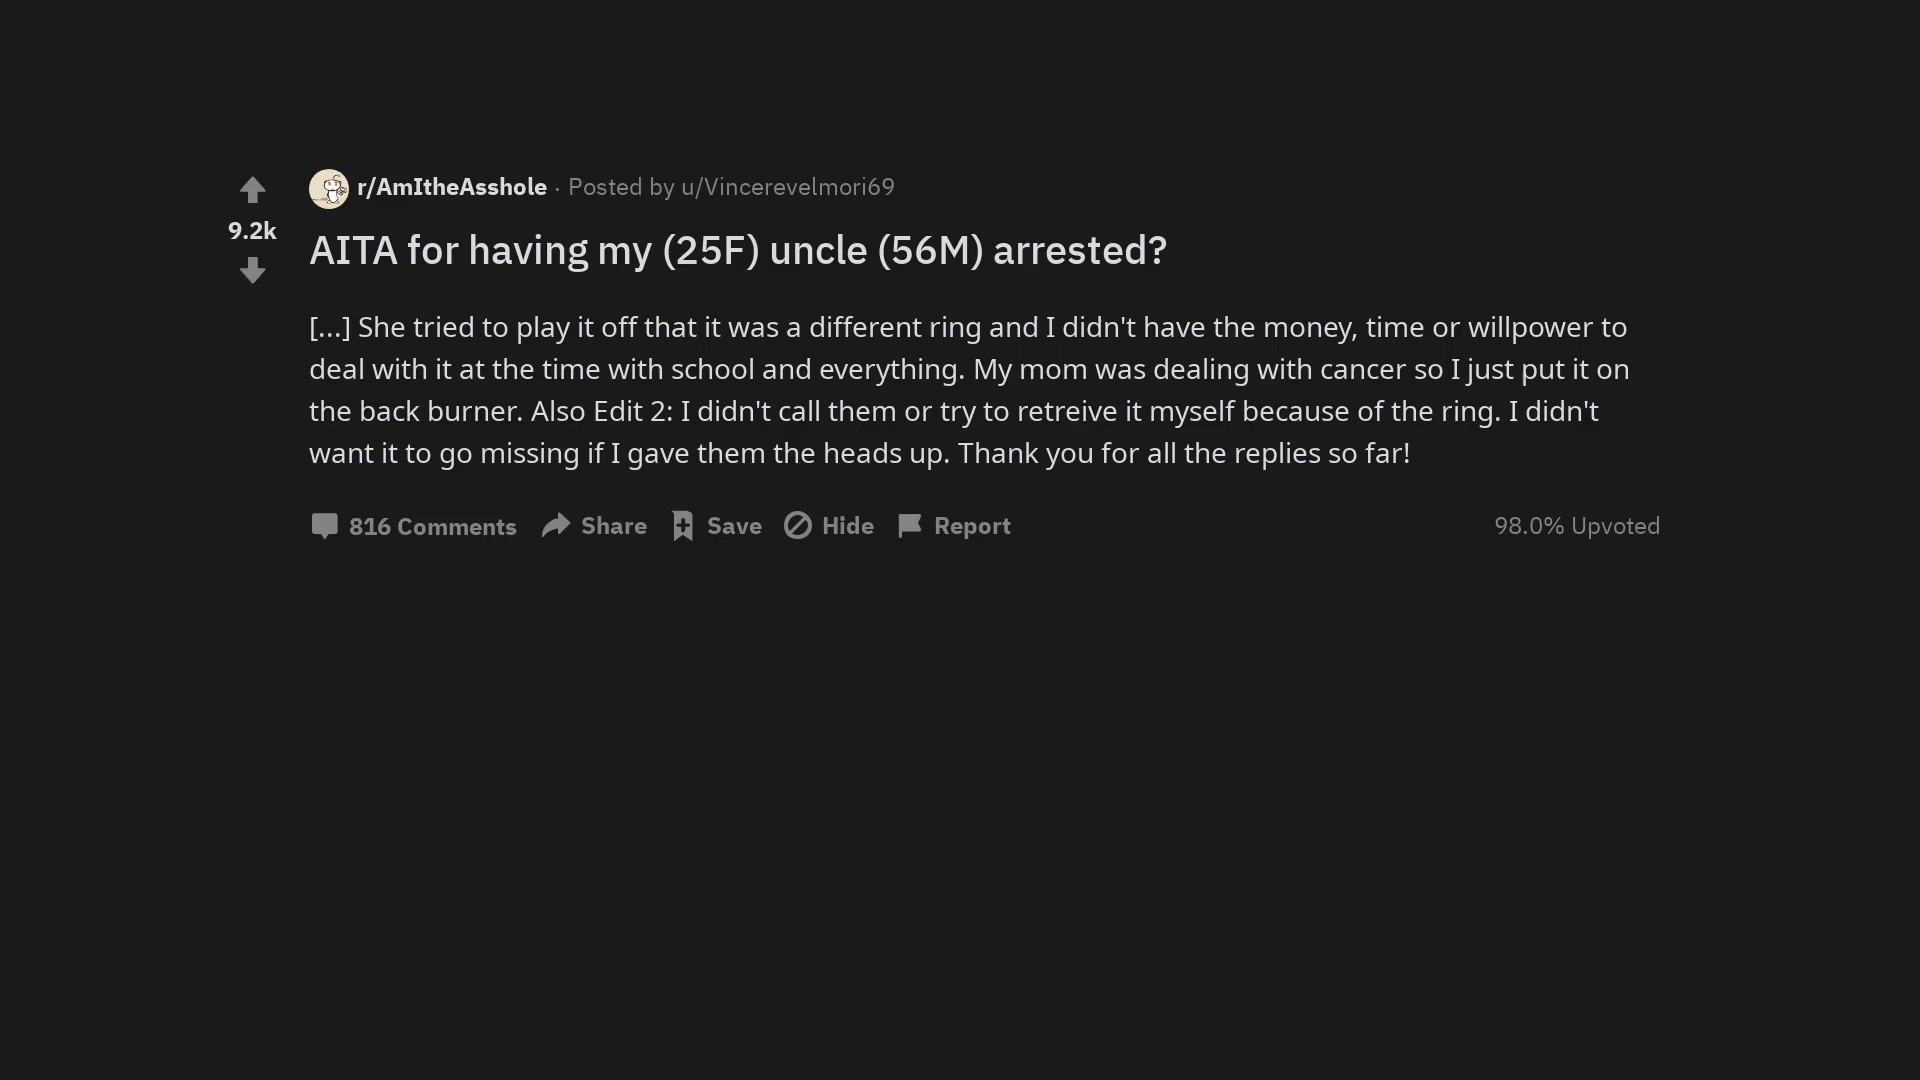 r/AmItheAsshole · Posted by u/Vincerevelmori69
9.2k
AITA for having my (25F) uncle (56M) arrested?
[...] She tried to play it off that it was a different ring and I didn't have the money, time or willpower to
deal with it at the time with school and everything. My mom was dealing with cancer so I just put it on
the back burner. Also Edit 2: I didn't call them or try to retreive it myself because of the ring. I didn't
want it to go missing if I gave them the heads up. Thank you for all the replies so far!
816 Comments Share Save Hide Report 98.0% Upvoted